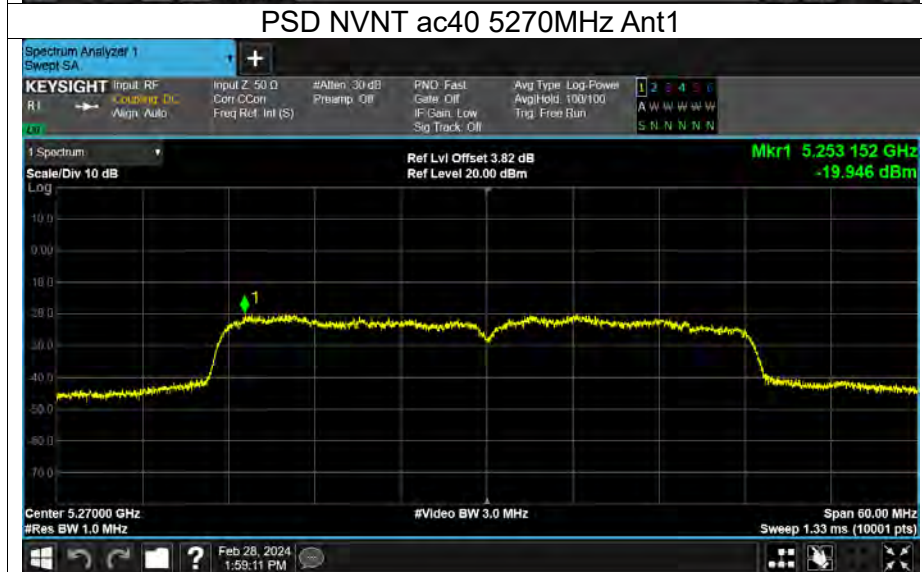 PSD NVNT ac40 5270MHz Ant1
Spectrum Analyzer 1
Swept SA
+
KEYSIGHT Input: RF
Coupling: DC
Align: Auto
Input Z: 50 Ω
Corr CCorr
Freq Ref: Int (S)
#Atten: 30 dB
Preamp: Off
PNO: Fast
Gate: Off
IF Gain: Low
Sig Track: Off
Avg Type: Log-Power
Avg|Hold: 100/100
Trig: Free Run
1 2 3 4 5 6
A W W W W W
S N N N N N
1 Spectrum
Scale/Div 10 dB
Log
Ref Lvl Offset 3.82 dB
Ref Level 20.00 dBm
Mkr1 5.253 152 GHz
-19.946 dBm
10.0
0.00
-10.0
-20.0
-30.0
-40.0
-50.0
-60.0
-70.0
1
Center 5.27000 GHz
#Res BW 1.0 MHz
#Video BW 3.0 MHz
Span 60.00 MHz
Sweep 1.33 ms (10001 pts)
?
Feb 28, 2024
1:59:11 PM